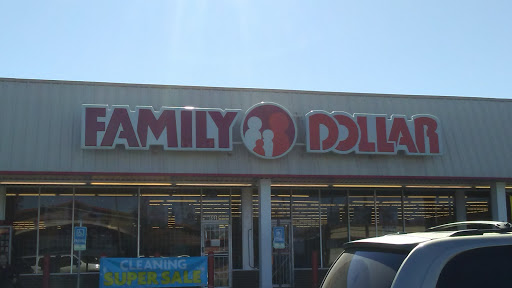 FAMILY DOLLAR
CLEANING
SUPER SALE